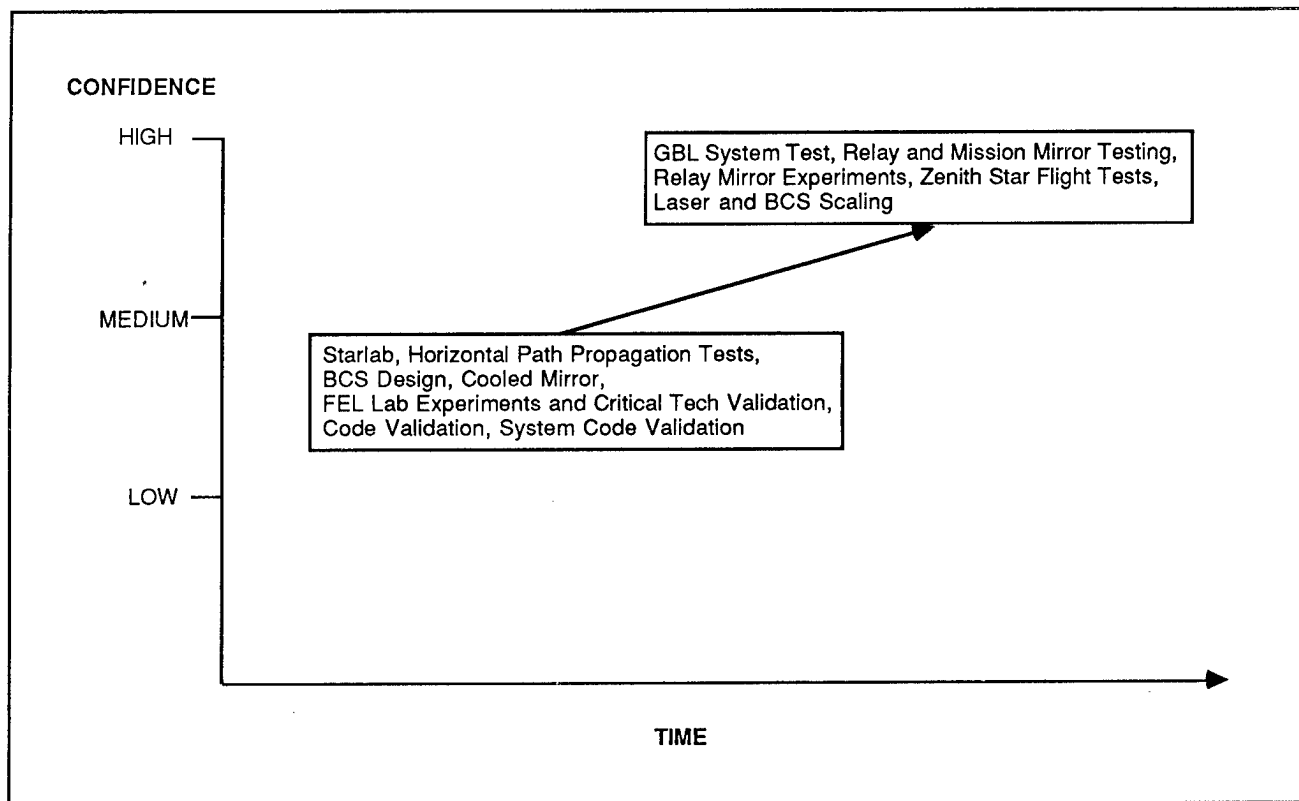 CONFIDENCE
HIGH
GBL System Test, Relay and Mission Mirror Testing,
Relay Mirror Experiments, Zenith Star Flight Tests,
Laser and BCS Scaling
MEDIUM
Starlab, Horizontal Path Propagation Tests,
BCS Design, Cooled Mirror,
FEL Lab Experiments and Critical Tech Validation,
Code Validation, System Code Validation
LOW
TIME